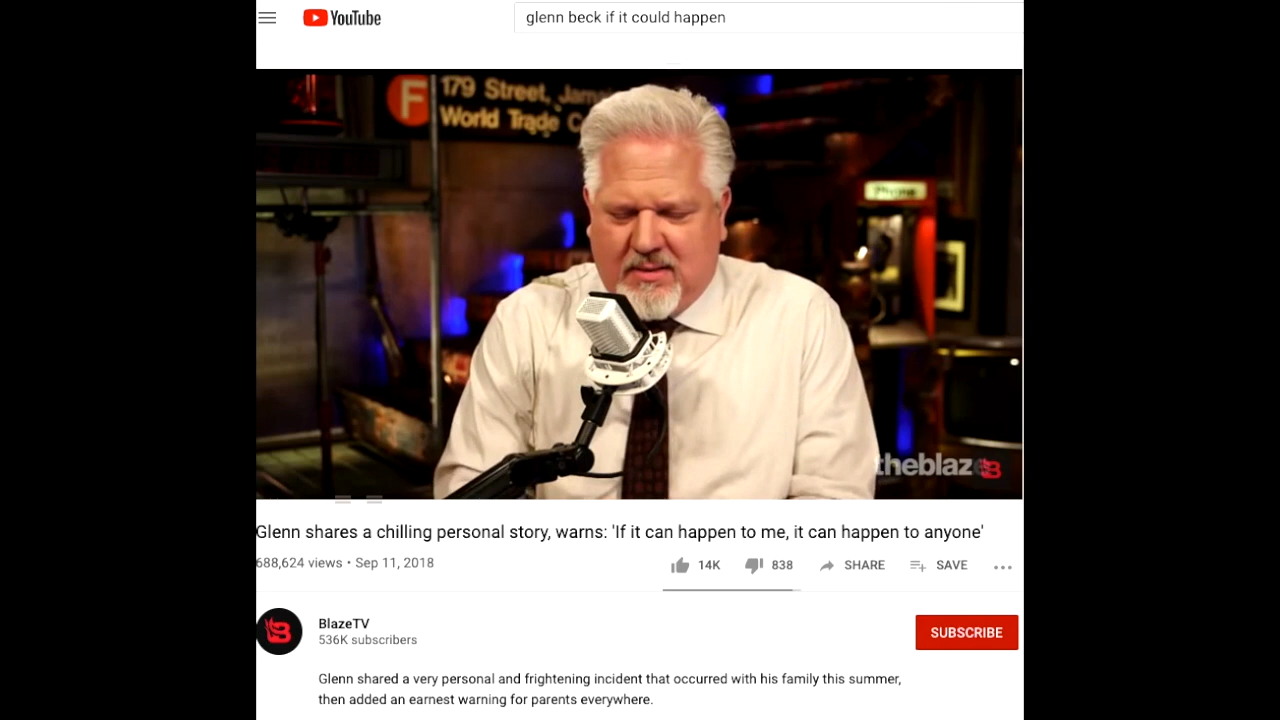 YouTube
glenn beck if it could happen
F
179 Street, Jama
World Trade C
Phone
theblaz
Glenn shares a chilling personal story, warns: 'If it can happen to me, it can happen to anyone'
688,624 views • Sep 11, 2018
14K
838
SHARE
SAVE
BlazeTV
536K subscribers
SUBSCRIBE
Glenn shared a very personal and frightening incident that occurred with his family this summer,
then added an earnest warning for parents everywhere.